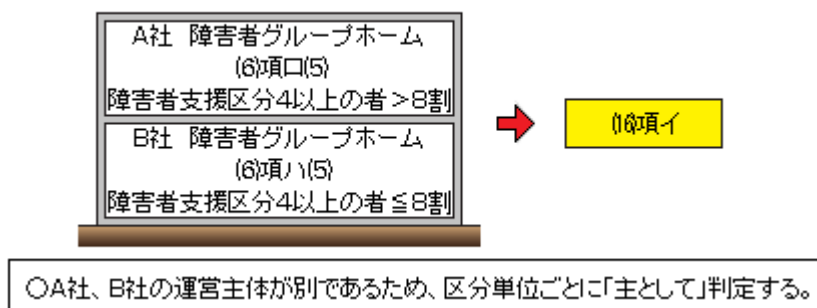 A社 障害者グループホーム
(6)項ロ(5)
障害者支援区分4以上の者＞8割
B社 障害者グループホーム
(6)項ハ(5)
障害者支援区分4以上の者≦8割
(16)項イ
○A社、B社の運営主体が別であるため、区分単位ごとに「主として」判定する。